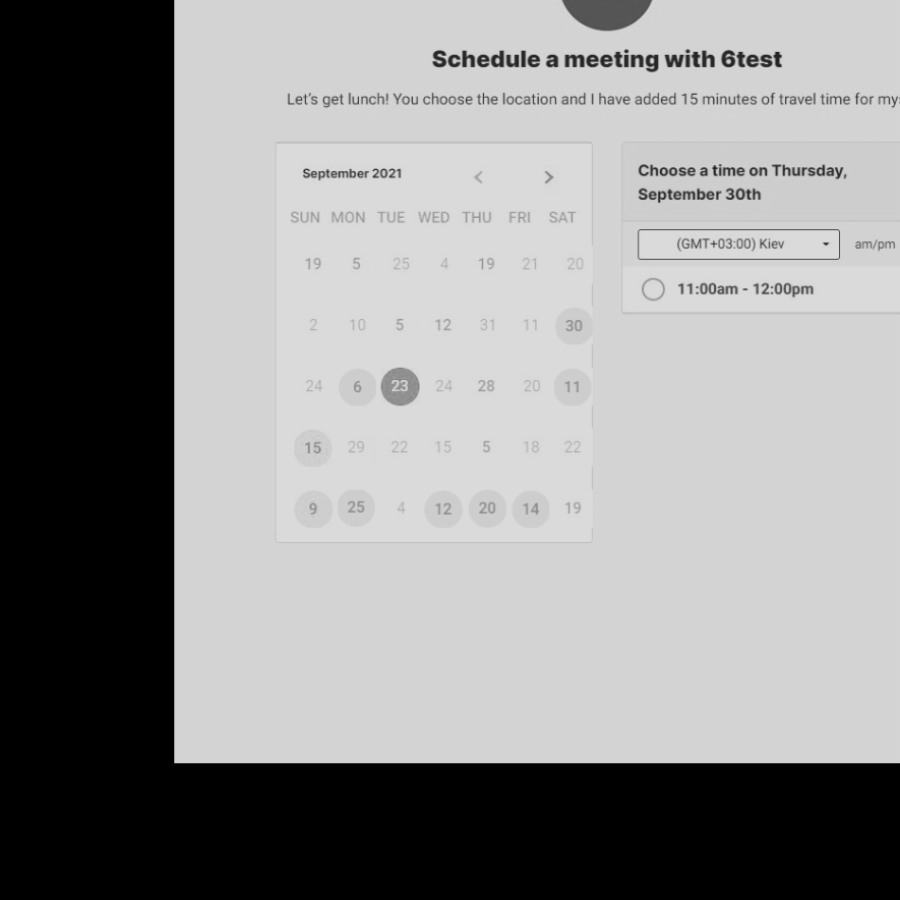 Schedule a meeting with 6test
Let's get lunch! You choose the location and I have added 15 minutes of travel time for
September 2021
SUN MON TUE WED THU FRI SAT
19 5 25 4 19 21 20
2 10 5 12 31 11 30
24 6 23 24 28 20 11
15 29 22 15 5 18 22
9 25 4 12 20 14 19
Choose a time on Thursday,
September 30th
(GMT+03:00) Kiev am/pm
11:00am - 12:00pm